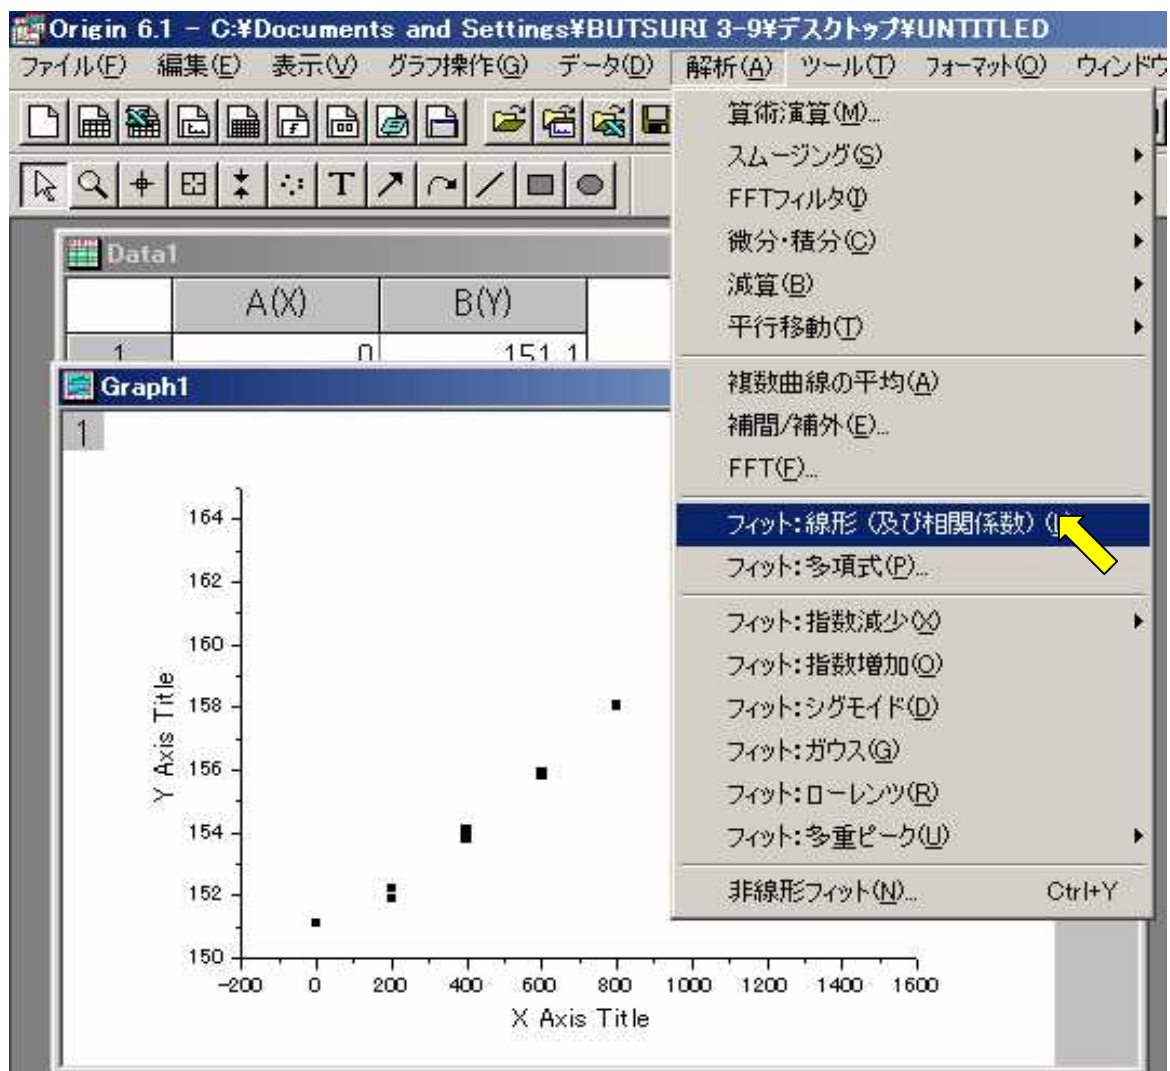 Origin 6.1 - C:¥Documents and Settings¥BUTSURI 3-9¥デスクトップ¥UNTITLED
ファイル(F) 編集(E) 表示(V) グラフ操作(G) データ(D) 解析(A) ツール(T) フォーマット(O) ウィンドウ
算術演算(M)...
スムージング(S)
FFTフィルタ(I)
微分・積分(C)
減算(B)
平行移動(T)
複数曲線の平均(A)
補間/補外(E)...
FFT(F)...
フィット:線形 (及び相関係数)
フィット:多項式(P)...
フィット:指数減少(X)
フィット:指数増加(O)
フィット:シグモイド(D)
フィット:ガウス(G)
フィット:ローレンツ(R)
フィット:多重ピーク(U)
非線形フィット(N)... Ctrl+Y
T
Data1
A(X) B(Y)
1 0 151.1
Graph1
1
164
162
160
158
156
154
152
150
Y Axis Title
-200 0 200 400 600 800 1000 1200 1400 1600
X Axis Title